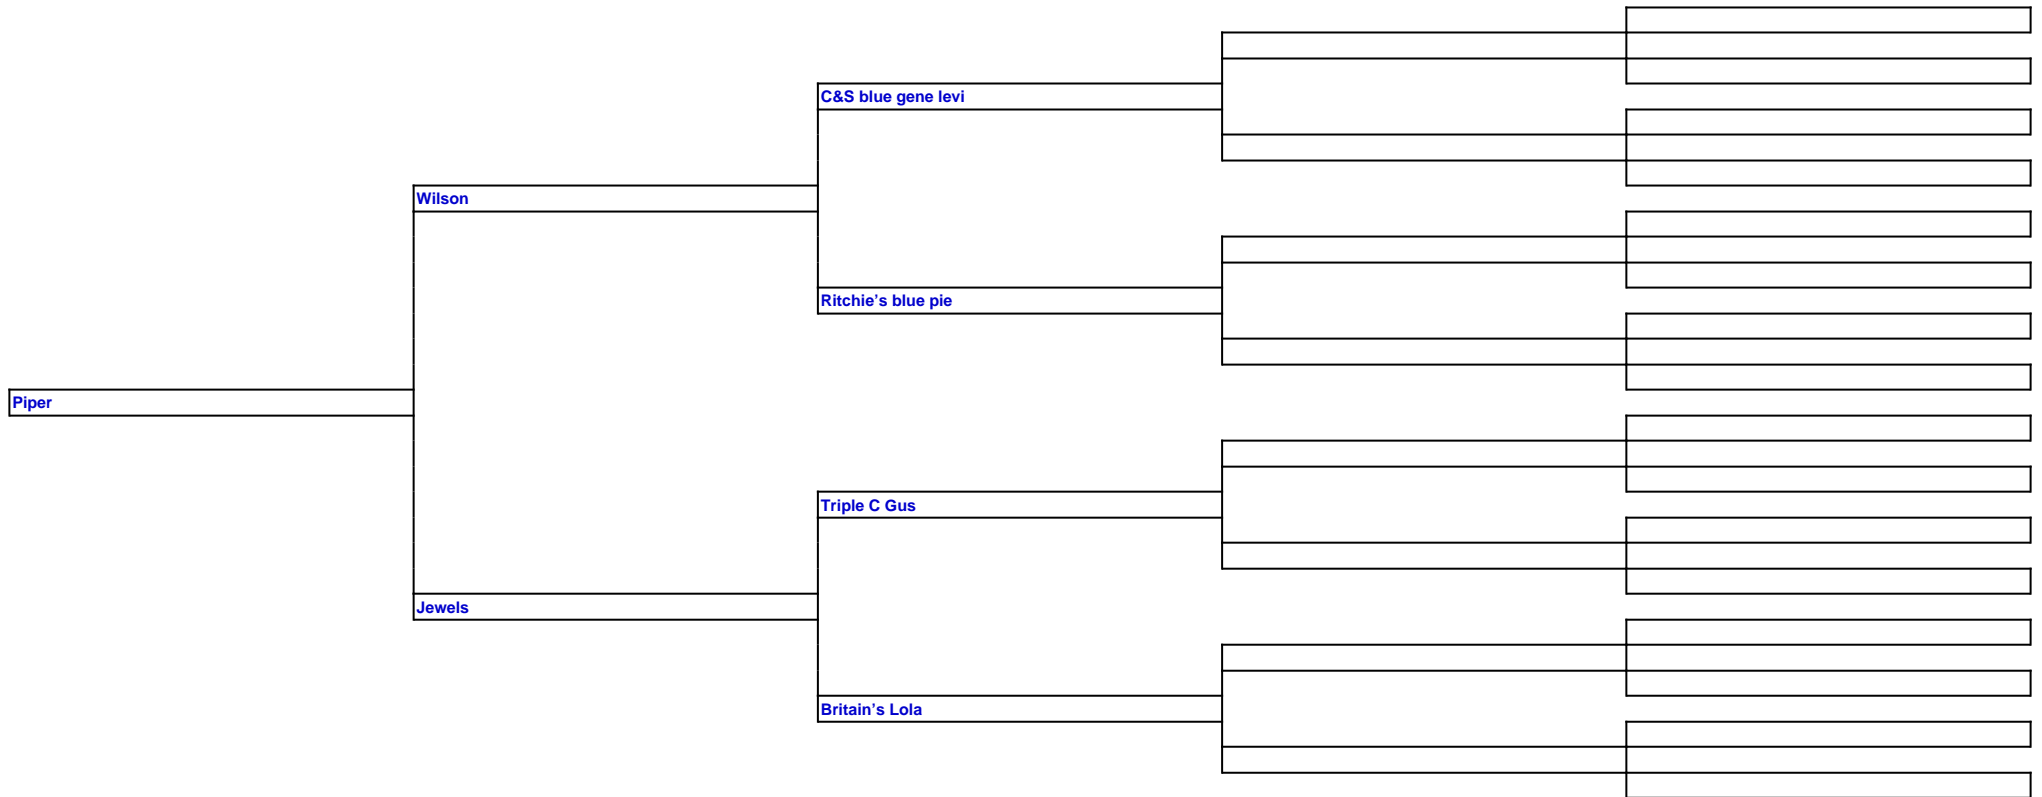 C&S blue gene levi
Wilson
Ritchie’s blue pie
Piper
Triple C Gus
Jewels
Britain’s Lola